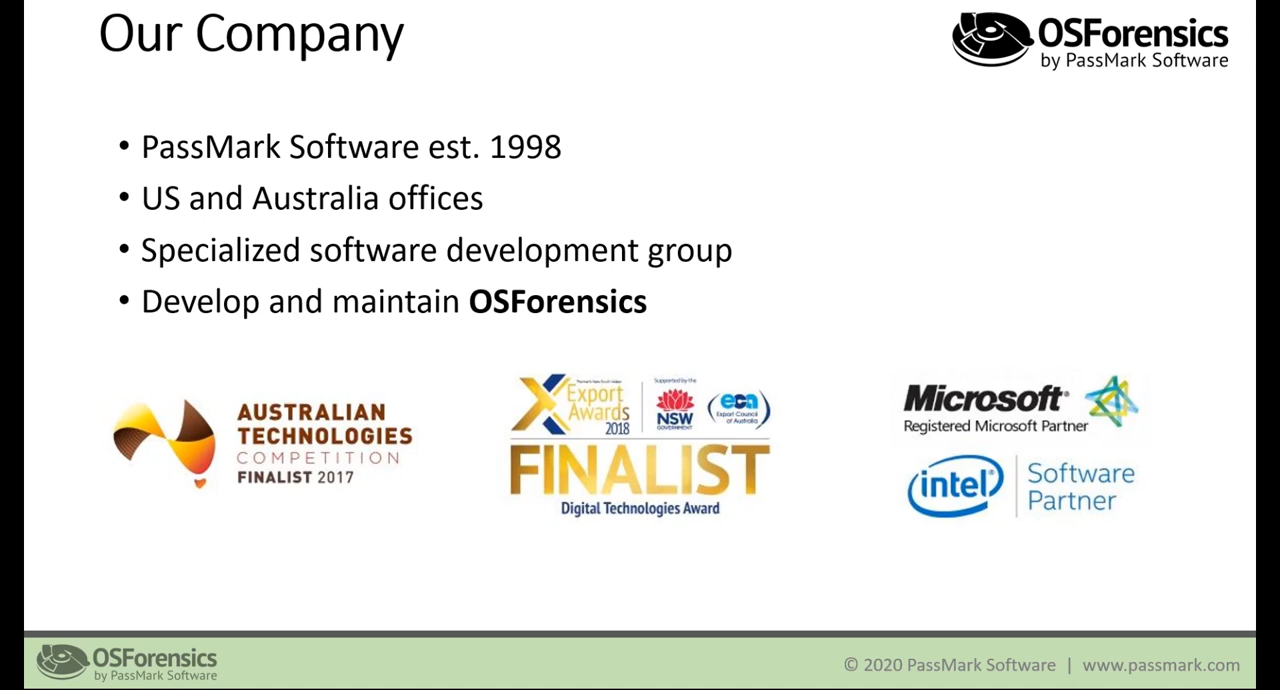 Our Company
OSForensics
by PassMark Software
• PassMark Software est. 1998
• US and Australia offices
• Specialized software development group
• Develop and maintain OSForensics
AUSTRALIAN
TECHNOLOGIES
COMPETITION
FINALIST 2017
Export
Awards
2018
Supported by the
NSW
GOVERNMENT
eca
Export Council
of Australia
FINALIST
Digital Technologies Award
Microsoft
Registered Microsoft Partner
intel
Software
Partner
OSForensics
by PassMark Software
© 2020 PassMark Software | www.passmark.com